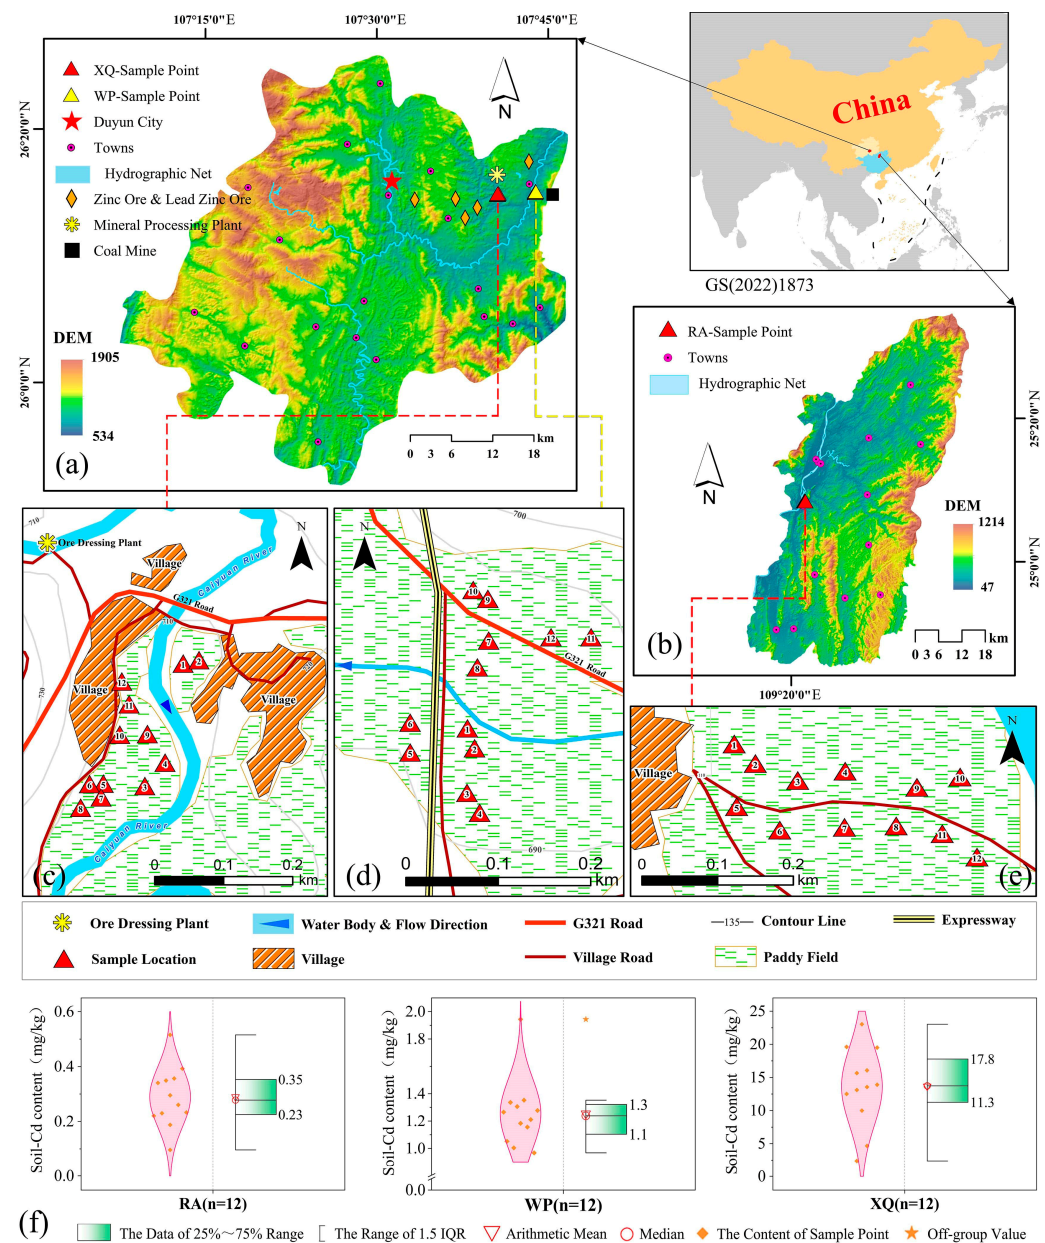 107°15'0"E 107°30'0"E 107°45'0"E
26°20'0"N
26°0'0"N
XQ-Sample Point
WP-Sample Point
Duyun City
Towns
Hydrographic Net
Zinc Ore & Lead Zinc Ore
Mineral Processing Plant
Coal Mine
N
DEM
1905
534
(a)
0 3 6 12 18
km
China
GS(2022)1873
RA-Sample Point
Towns
Hydrographic Net
N
DEM
1214
47
(b)
0 3 6 12 18
km
25°20'0"N
25°0'0"N
109°20'0"E
710
Ore Dressing Plant
Village
Caiyuan River
G321 Road
710
N
Village
730
720
Village
1 2 3 4 5 6 7 8 9 10 11 12
Caiyuan River
(c)
0 0.1 0.2
km
N
700
10 9 7 12 11 8
G321 Road
6 1 5 2 3 4
690
(d)
0 0.1 0.2
km
N
Village
1 2 3 4 5 6 7 8 9 10 11 12
(e)
0 0.1 0.2
km
Ore Dressing Plant
Water Body & Flow Direction
G321 Road
135 Contour Line
Expressway
Sample Location
Village
Village Road
Paddy Field
Soil-Cd content（mg/kg）
0.6
0.4
0.2
0.0
0.35
0.23
RA(n=12)
Soil-Cd content（mg/kg）
2.0
1.8
1.4
1.2
1.0
0.0
1.3
1.1
WP(n=12)
Soil-Cd content（mg/kg）
25
20
15
10
5
0
17.8
11.3
XQ(n=12)
(f)
The Data of 25%～75% Range
The Range of 1.5 IQR
Arithmetic Mean
Median
The Content of Sample Point
Off-group Value